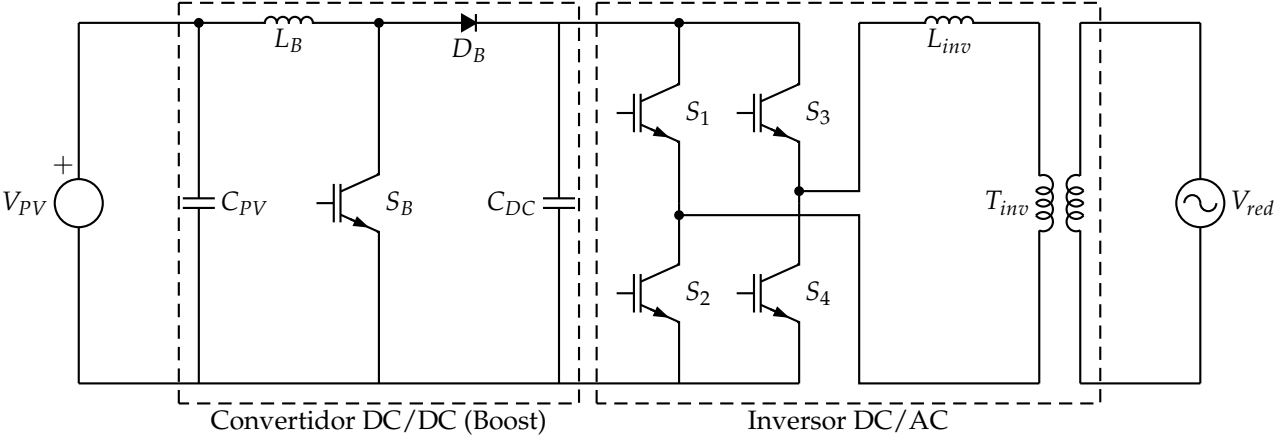 L_B
D_B
L_inv
S_1
S_3
+
V_PV
C_PV
S_B
C_DC
T_inv
V_red
S_2
S_4
Convertidor DC/DC (Boost)
Inversor DC/AC